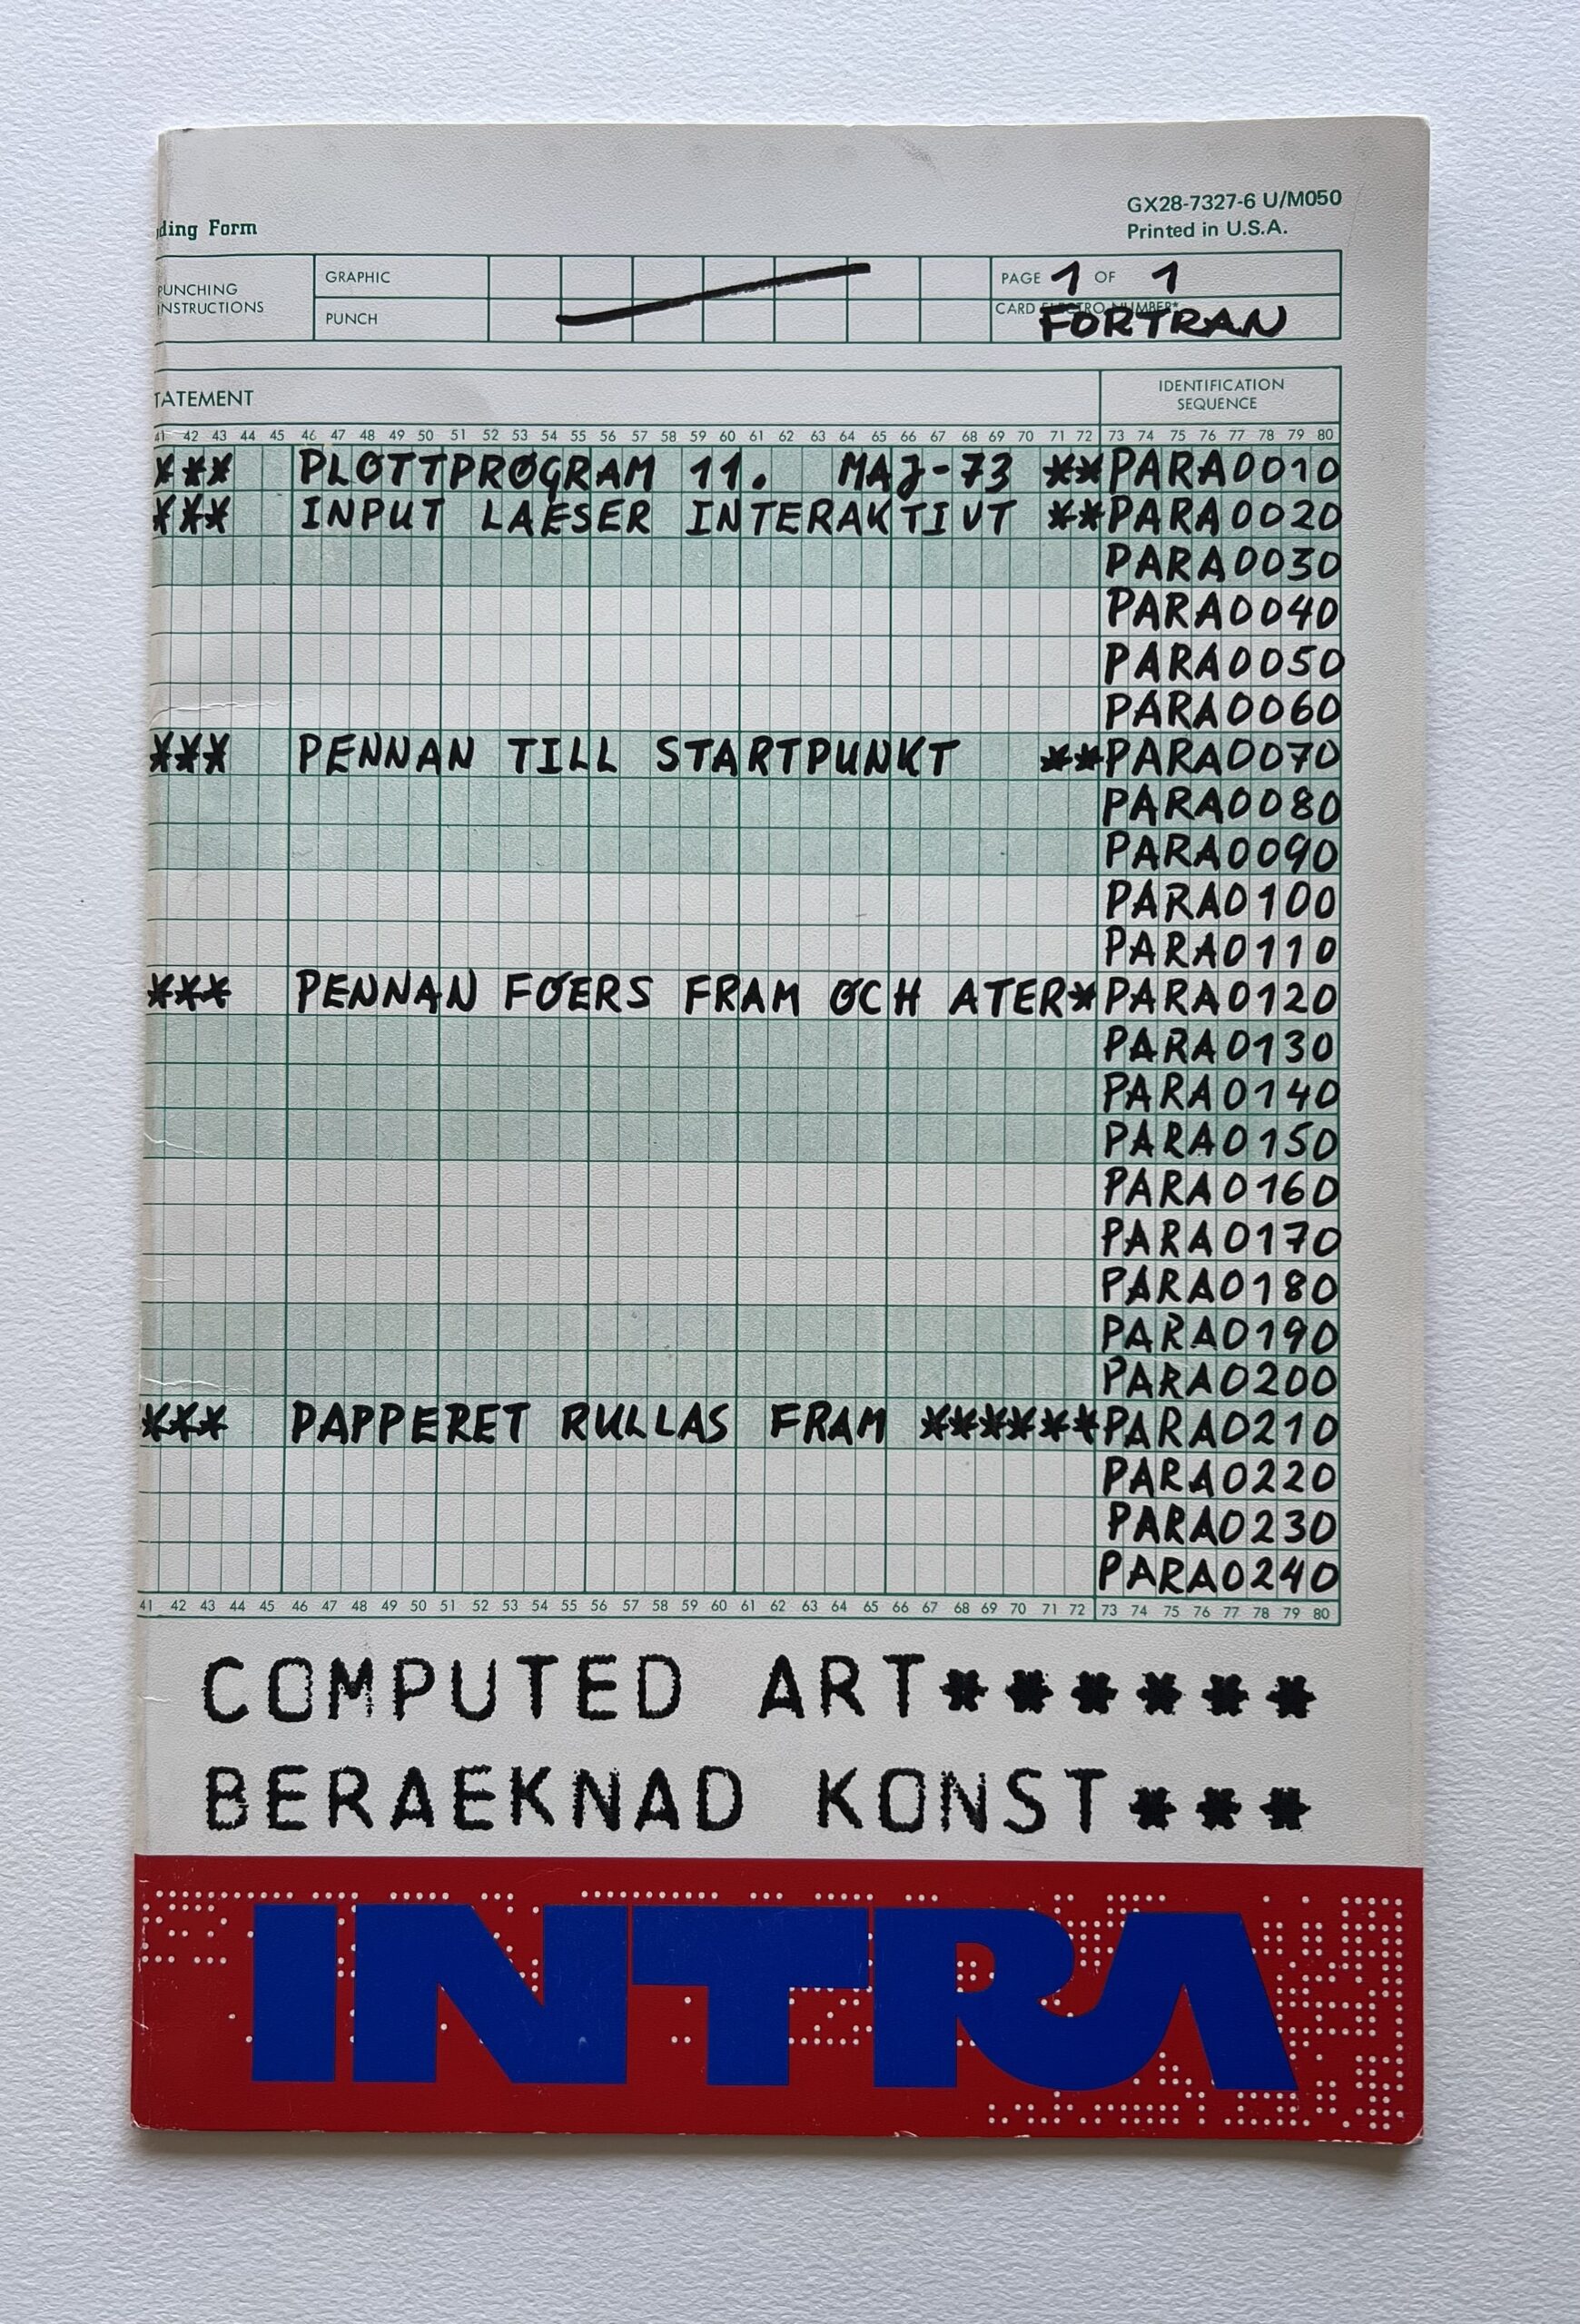 ding Form
GX28-7327-6 U/M050
Printed in U.S.A.
PUNCHING INSTRUCTIONS
GRAPHIC
PUNCH
PAGE 1 OF 1
CARD ELECTRO NUMBER*
FORTRAN
TATEMENT
IDENTIFICATION
SEQUENCE
41 42 43 44 45 46 47 48 49 50 51 52 53 54 55 56 57 58 59 60 61 62 63 64 65 66 67 68 69 70 71 72 73 74 75 76 77 78 79 80
*** PLOTTPROGRAM 11. MAJ-73 **PARA0010
*** INPUT LAESER INTERAKTIVT **PARA0020
PARA0030
PARA0040
PARA0050
PARA0060
*** PENNAN TILL STARTPUNKT **PARA0070
PARA0080
PARA0090
PARA0100
PARA0110
*** PENNAN FOERS FRAM OCH ATER*PARA0120
PARA0130
PARA0140
PARA0150
PARA0160
PARA0170
PARA0180
PARA0190
PARA0200
*** PAPPERET RULLAS FRAM ******PARA0210
PARA0220
PARA0230
PARA0240
41 42 43 44 45 46 47 48 49 50 51 52 53 54 55 56 57 58 59 60 61 62 63 64 65 66 67 68 69 70 71 72 73 74 75 76 77 78 79 80
COMPUTED ART******
BERAEKNAD KONST***
INTRA